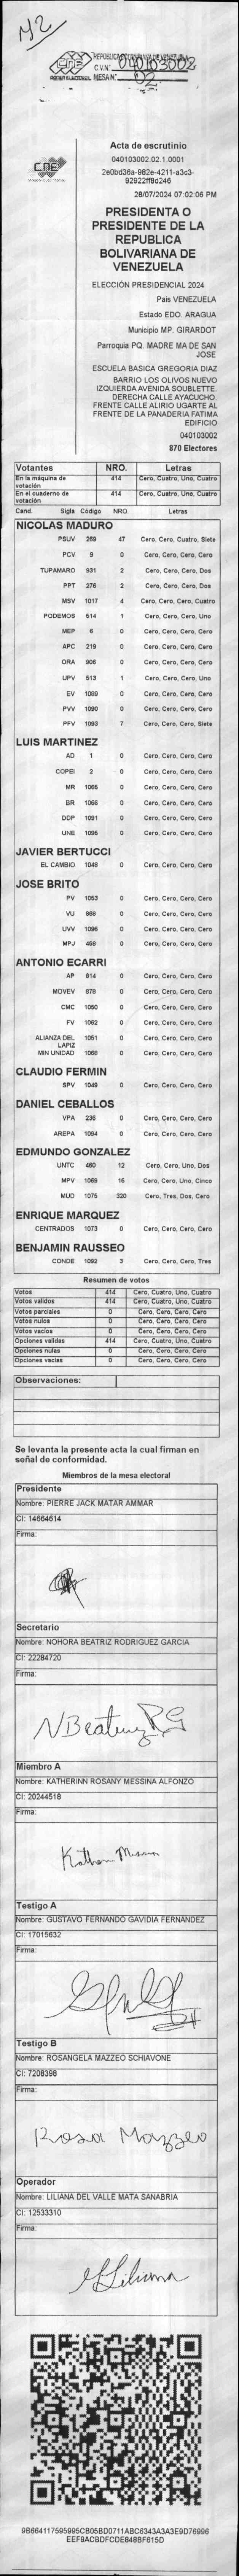 M2
CNE
PODER ELECTORAL
REPÚBLICA BOLIVARIANA DE VENEZUELA
C.V.Nº 040103002
MESA Nº 02
CNE
Acta de escrutinio
040103002.02.1.0001
2e0bd36a-982e-4211-a3c3-
92922ff8d246
28/07/2024 07:02:06 PM
PRESIDENTA O
PRESIDENTE DE LA
REPUBLICA
BOLIVARIANA DE
VENEZUELA
ELECCIÓN PRESIDENCIAL 2024
Pais VENEZUELA
Estado EDO. ARAGUA
Municipio MP. GIRARDOT
Parroquia PQ. MADRE MA DE SAN
JOSE
ESCUELA BASICA GREGORIA DIAZ
BARRIO LOS OLIVOS NUEVO
IZQUIERDA AVENIDA SOUBLETTE.
DERECHA CALLE AYACUCHO.
FRENTE CALLE ALIRIO UGARTE AL
FRENTE DE LA PANADERIA FATIMA
EDIFICIO
040103002
870 Electores
Votantes NRO. Letras
En la máquina de votación 414 Cero, Cuatro, Uno, Cuatro
En el cuaderno de votación 414 Cero, Cuatro, Uno, Cuatro
Cand. Sigla Código NRO. Letras
NICOLAS MADURO
PSUV 269 47 Cero, Cero, Cuatro, Siete
PCV 9 0 Cero, Cero, Cero, Cero
TUPAMARO 931 2 Cero, Cero, Cero, Dos
PPT 276 2 Cero, Cero, Cero, Dos
MSV 1017 4 Cero, Cero, Cero, Cuatro
PODEMOS 514 1 Cero, Cero, Cero, Uno
MEP 6 0 Cero, Cero, Cero, Cero
APC 219 0 Cero, Cero, Cero, Cero
ORA 906 0 Cero, Cero, Cero, Cero
UPV 513 1 Cero, Cero, Cero, Uno
EV 1089 0 Cero, Cero, Cero, Cero
PVV 1090 0 Cero, Cero, Cero, Cero
PFV 1093 7 Cero, Cero, Cero, Siete
LUIS MARTINEZ
AD 1 0 Cero, Cero, Cero, Cero
COPEI 2 0 Cero, Cero, Cero, Cero
MR 1065 0 Cero, Cero, Cero, Cero
BR 1066 0 Cero, Cero, Cero, Cero
DDP 1091 0 Cero, Cero, Cero, Cero
UNE 1095 0 Cero, Cero, Cero, Cero
JAVIER BERTUCCI
EL CAMBIO 1048 0 Cero, Cero, Cero, Cero
JOSE BRITO
PV 1053 0 Cero, Cero, Cero, Cero
VU 968 0 Cero, Cero, Cero, Cero
UVV 1096 0 Cero, Cero, Cero, Cero
MPJ 456 0 Cero, Cero, Cero, Cero
ANTONIO ECARRI
AP 814 0 Cero, Cero, Cero, Cero
MOVEV 878 0 Cero, Cero, Cero, Cero
CMC 1050 0 Cero, Cero, Cero, Cero
FV 1062 0 Cero, Cero, Cero, Cero
ALIANZA DEL LAPIZ 1051 0 Cero, Cero, Cero, Cero
MIN UNIDAD 1068 0 Cero, Cero, Cero, Cero
CLAUDIO FERMIN
SPV 1049 0 Cero, Cero, Cero, Cero
DANIEL CEBALLOS
VPA 236 0 Cero, Cero, Cero, Cero
AREPA 1094 0 Cero, Cero, Cero, Cero
EDMUNDO GONZALEZ
UNTC 460 12 Cero, Cero, Uno, Dos
MPV 1069 15 Cero, Cero, Uno, Cinco
MUD 1075 320 Cero, Tres, Dos, Cero
ENRIQUE MARQUEZ
CENTRADOS 1073 0 Cero, Cero, Cero, Cero
BENJAMIN RAUSSEO
CONDE 1092 3 Cero, Cero, Cero, Tres
Resumen de votos
Votos 414 Cero, Cuatro, Uno, Cuatro
Votos validos 414 Cero, Cuatro, Uno, Cuatro
Votos parciales 0 Cero, Cero, Cero, Cero
Votos nulos 0 Cero, Cero, Cero, Cero
Votos vacios 0 Cero, Cero, Cero, Cero
Opciones validas 414 Cero, Cuatro, Uno, Cuatro
Opciones nulas 0 Cero, Cero, Cero, Cero
Opciones vacias 0 Cero, Cero, Cero, Cero
Observaciones:
Se levanta la presente acta la cual firman en
señal de conformidad.
Miembros de la mesa electoral
Presidente
Nombre: PIERRE JACK MATAR AMMAR
CI: 14664614
Firma:
Secretario
Nombre: NOHORA BEATRIZ RODRIGUEZ GARCIA
CI: 22284720
Firma:
NBeatriz RG
Miembro A
Nombre: KATHERINN ROSANY MESSINA ALFONZO
CI: 20244518
Firma:
Testigo A
Nombre: GUSTAVO FERNANDO GAVIDIA FERNANDEZ
CI: 17015632
Firma:
Testigo B
Nombre: ROSANGELA MAZZEO SCHIAVONE
CI: 7208398
Firma:
Rosa Mazzeo
Operador
Nombre: LILIANA DEL VALLE MATA SANABRIA
CI: 12533310
Firma:
Liliana
9B664117595995CB05BD0711ABC6343A3A3E9D76996
EEF9ACBDFCDE848BF615D